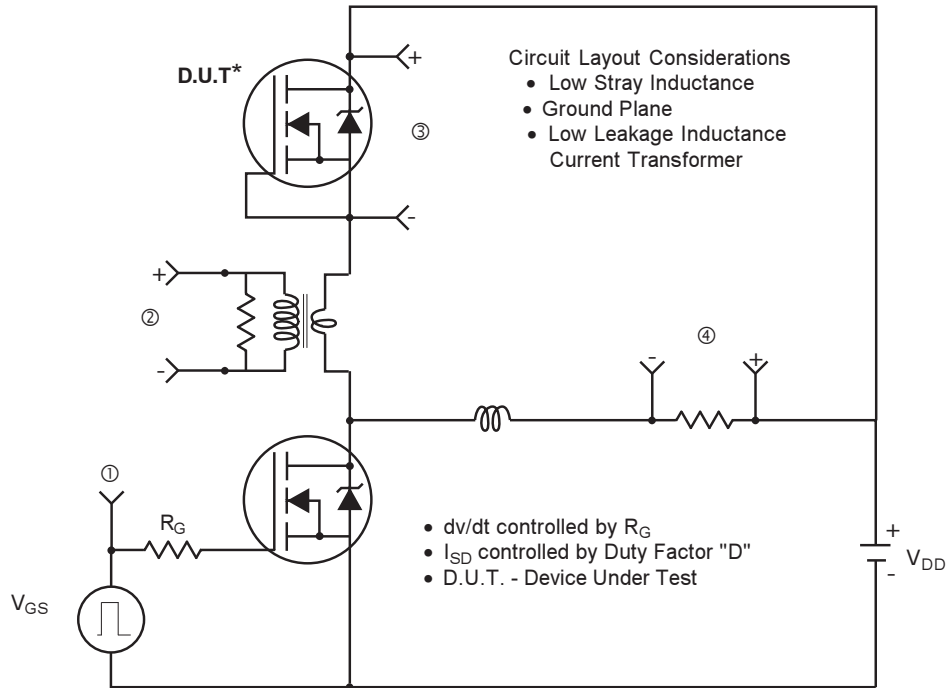 D.U.T*
+
Circuit Layout Considerations
• Low Stray Inductance
• Ground Plane
• Low Leakage Inductance
Current Transformer
③
-
+
②
-
④
-
+
①
R_G
• dv/dt controlled by R_G
• I_SD controlled by Duty Factor "D"
• D.U.T. - Device Under Test
+
V_DD
-
V_GS